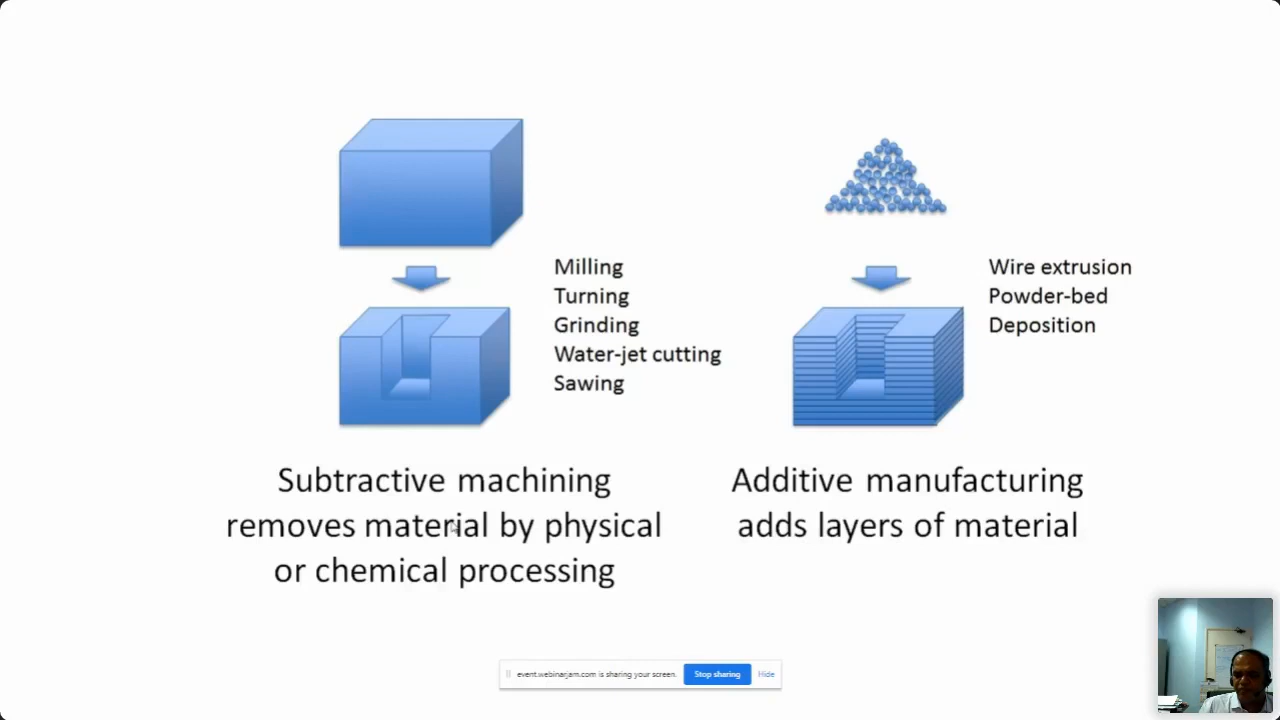 Milling
Turning
Grinding
Water-jet cutting
Sawing
Subtractive machining
removes material by physical
or chemical processing
Wire extrusion
Powder-bed
Deposition
Additive manufacturing
adds layers of material
event.webinarjam.com is sharing your screen.
Stop sharing
Hide